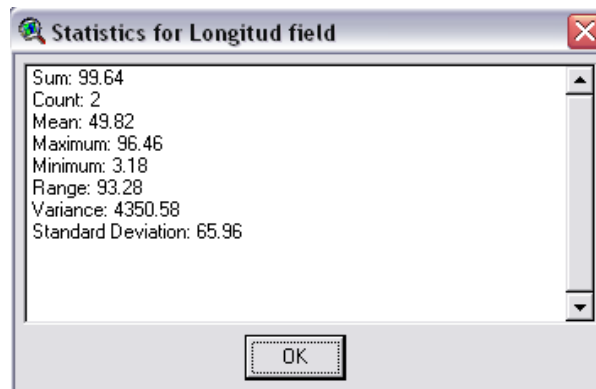 Statistics for Longitud field
Sum: 99.64
Count: 2
Mean: 49.82
Maximum: 96.46
Minimum: 3.18
Range: 93.28
Variance: 4350.58
Standard Deviation: 65.96
OK